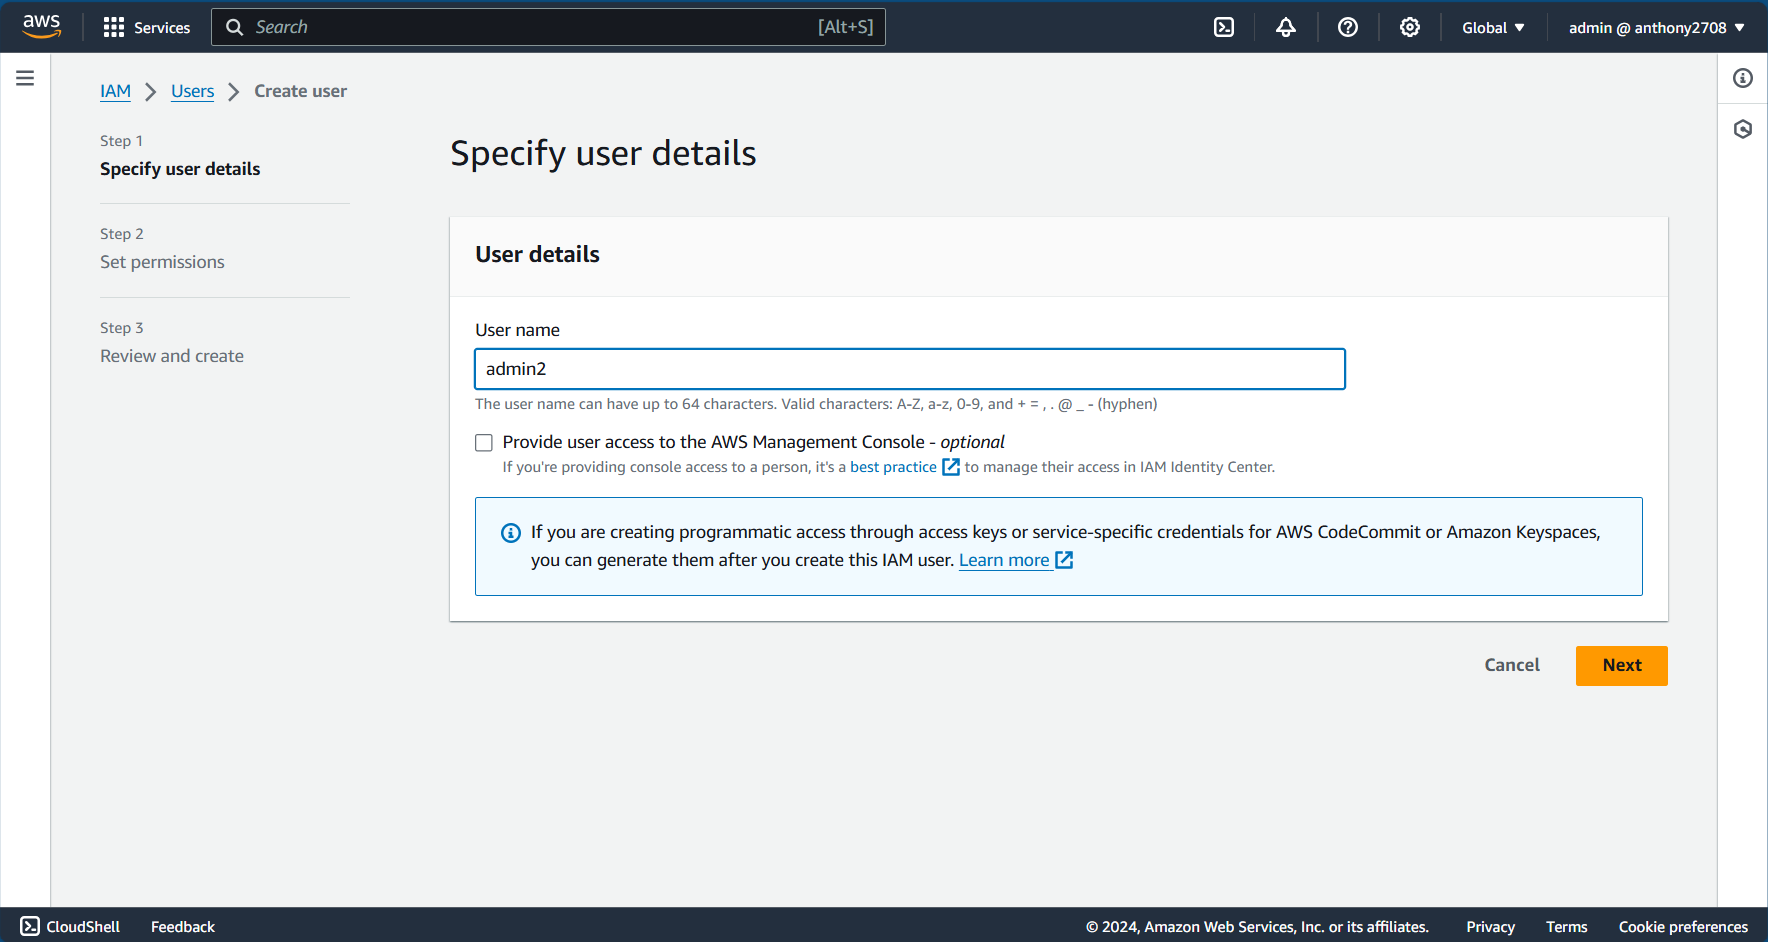 aws
Services
Search [Alt+S]
Global
admin @ anthony2708
IAM
Users
Create user
Step 1
Specify user details
Step 2
Set permissions
Step 3
Review and create
Specify user details
User details
User name
admin2
The user name can have up to 64 characters. Valid characters: A-Z, a-z, 0-9, and + = , . @ _ - (hyphen)
Provide user access to the AWS Management Console - optional
If you're providing console access to a person, it's a best practice to manage their access in IAM Identity Center.
If you are creating programmatic access through access keys or service-specific credentials for AWS CodeCommit or Amazon Keyspaces,
you can generate them after you create this IAM user. Learn more
Cancel
Next
CloudShell
Feedback
© 2024, Amazon Web Services, Inc. or its affiliates.
Privacy
Terms
Cookie preferences